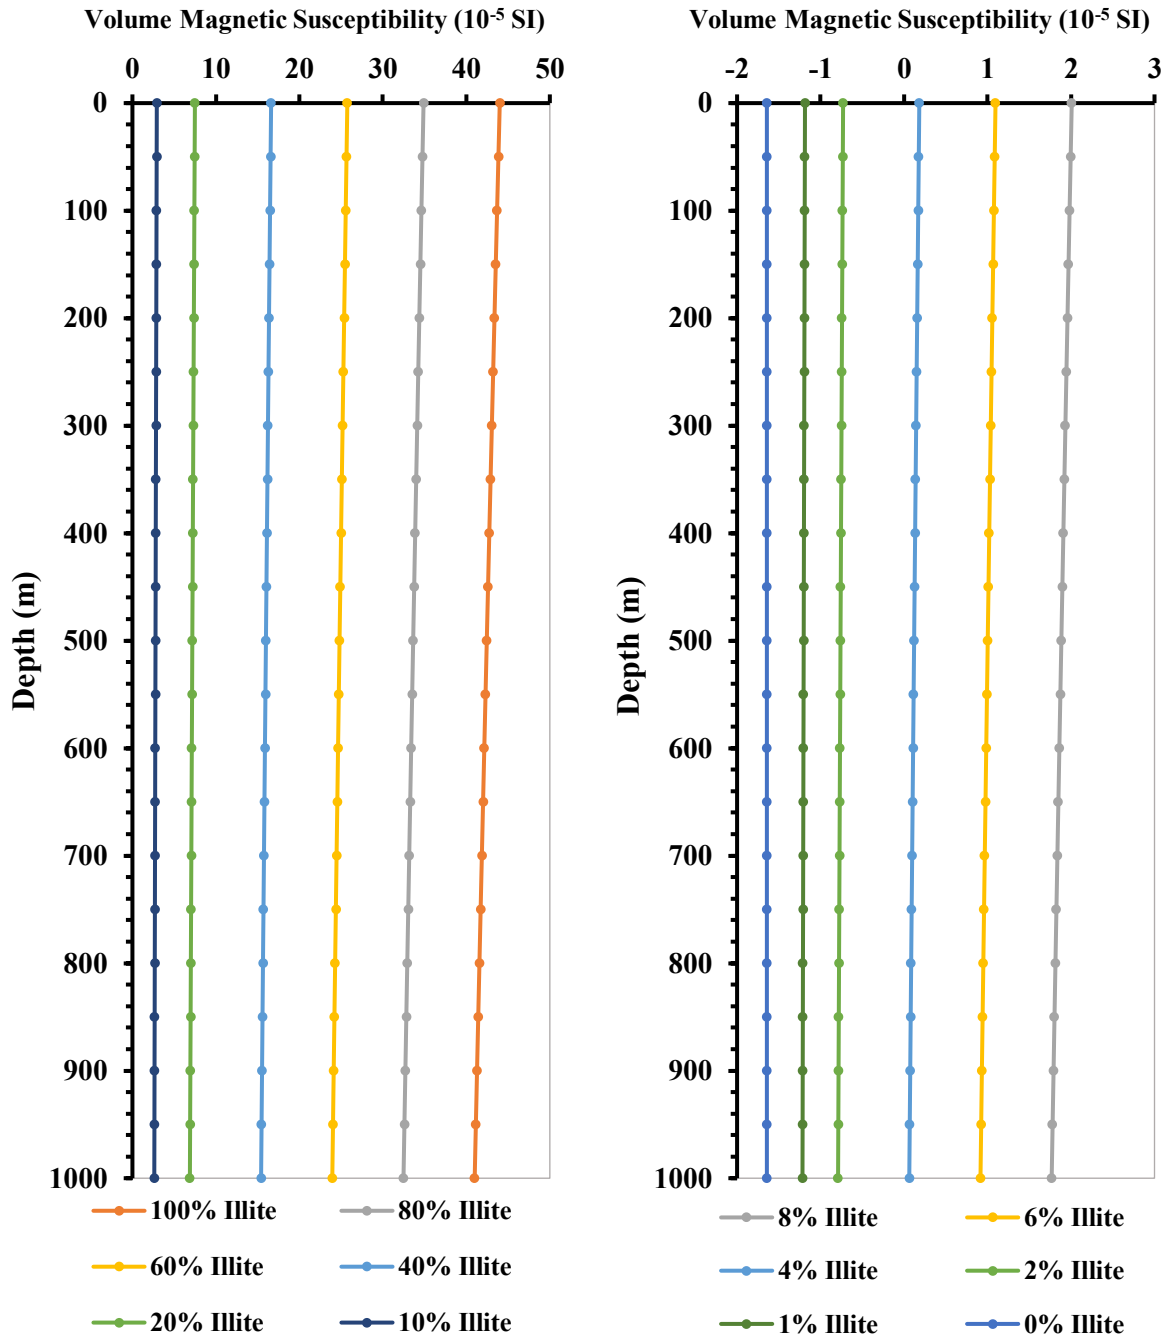 Volume Magnetic Susceptibility (10⁻⁵ SI)
0 10 20 30 40 50
0
100
200
300
400
500
600
700
800
900
1000
Depth (m)
100% Illite 80% Illite
60% Illite 40% Illite
20% Illite 10% Illite
Volume Magnetic Susceptibility (10⁻⁵ SI)
-2 -1 0 1 2 3
0
100
200
300
400
500
600
700
800
900
1000
Depth (m)
8% Illite 6% Illite
4% Illite 2% Illite
1% Illite 0% Illite